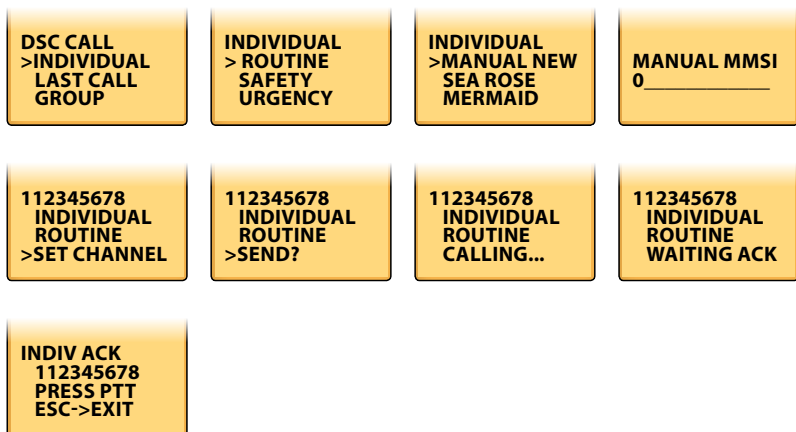 DSC CALL
>INDIVIDUAL
LAST CALL
GROUP
INDIVIDUAL
> ROUTINE
SAFETY
URGENCY
INDIVIDUAL
>MANUAL NEW
SEA ROSE
MERMAID
MANUAL MMSI
0____________
112345678
INDIVIDUAL
ROUTINE
>SET CHANNEL
112345678
INDIVIDUAL
ROUTINE
>SEND?
112345678
INDIVIDUAL
ROUTINE
CALLING...
112345678
INDIVIDUAL
ROUTINE
WAITING ACK
INDIV ACK
112345678
PRESS PTT
ESC->EXIT